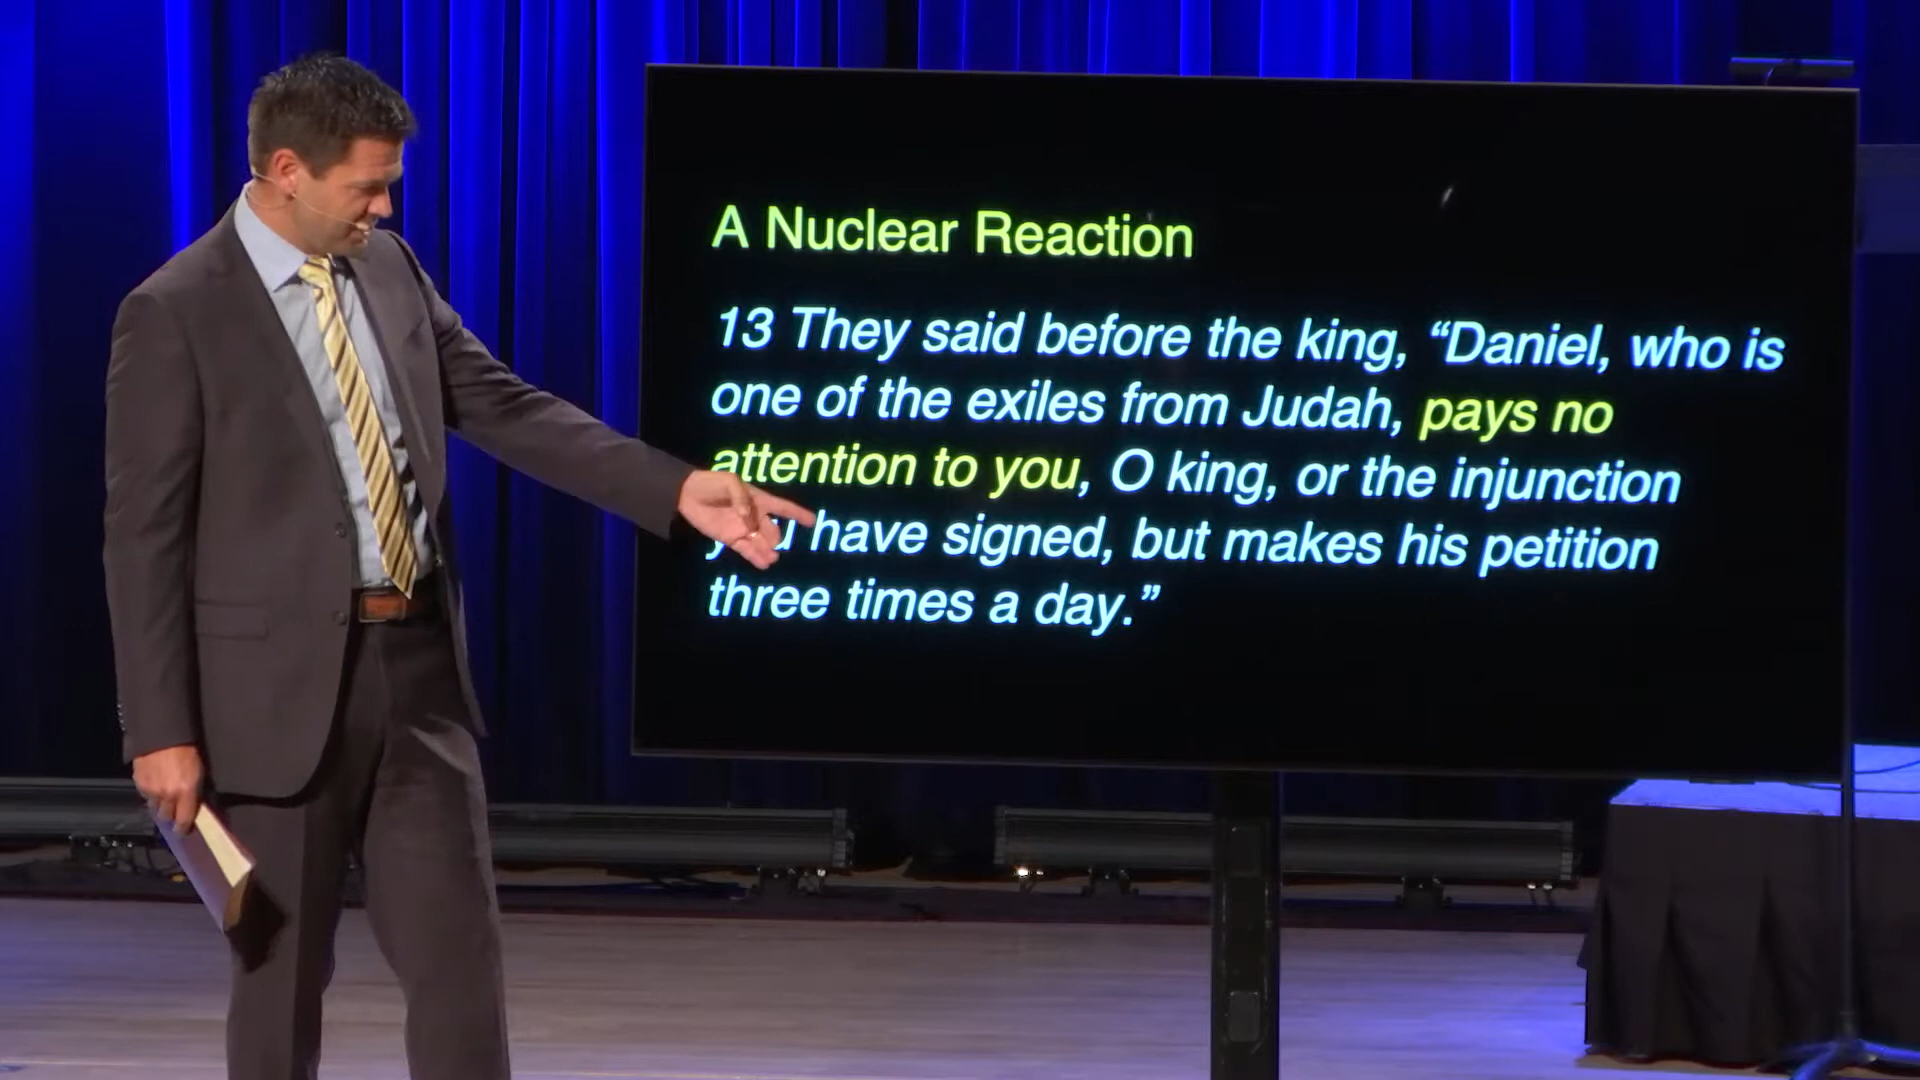 A Nuclear Reaction
13 They said before the king, “Daniel, who is
one of the exiles from Judah, pays no
attention to you, O king, or the injunction
you have signed, but makes his petition
three times a day.”